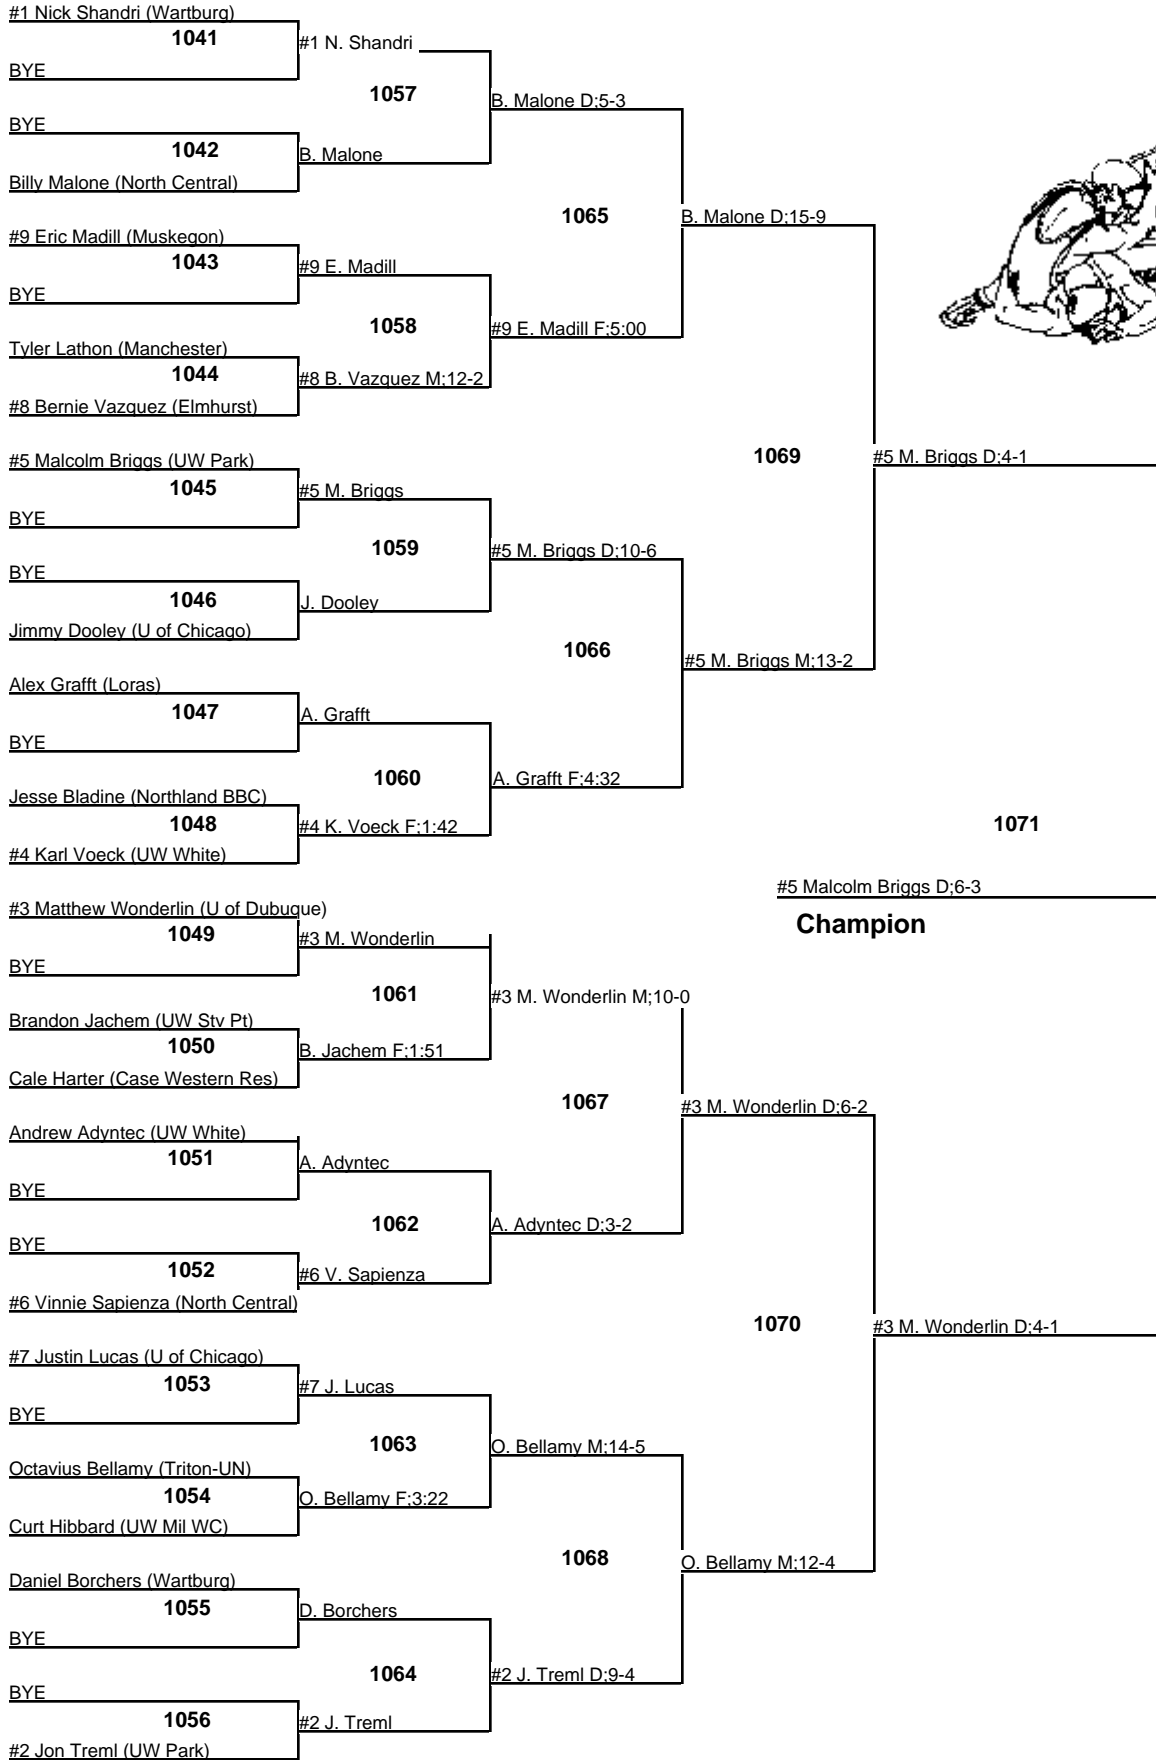 #1 Nick Shandri (Wartburg)
1041
#1 N. Shandri
BYE
1057
B. Malone D;5-3
BYE
1042
B. Malone
Billy Malone (North Central)
1065
B. Malone D;15-9
#9 Eric Madill (Muskegon)
1043
#9 E. Madill
BYE
1058
#9 E. Madill F;5:00
Tyler Lathon (Manchester)
1044
#8 B. Vazquez M;12-2
#8 Bernie Vazquez (Elmhurst)
1069
#5 M. Briggs D;4-1
#5 Malcolm Briggs (UW Park)
1045
#5 M. Briggs
BYE
1059
#5 M. Briggs D;10-6
BYE
1046
J. Dooley
Jimmy Dooley (U of Chicago)
1066
#5 M. Briggs M;13-2
Alex Grafft (Loras)
1047
A. Grafft
BYE
1060
A. Grafft F;4:32
Jesse Bladine (Northland BBC)
1048
#4 K. Voeck F;1:42
#4 Karl Voeck (UW White)
1071
#5 Malcolm Briggs D;6-3
Champion
#3 Matthew Wonderlin (U of Dubuque)
1049
#3 M. Wonderlin
BYE
1061
#3 M. Wonderlin M;10-0
Brandon Jachem (UW Stv Pt)
1050
B. Jachem F;1:51
Cale Harter (Case Western Res)
1067
#3 M. Wonderlin D;6-2
Andrew Adyntec (UW White)
1051
A. Adyntec
BYE
1062
A. Adyntec D;3-2
BYE
1052
#6 V. Sapienza
#6 Vinnie Sapienza (North Central)
1070
#3 M. Wonderlin D;4-1
#7 Justin Lucas (U of Chicago)
1053
#7 J. Lucas
BYE
1063
O. Bellamy M;14-5
Octavius Bellamy (Triton-UN)
1054
O. Bellamy F;3:22
Curt Hibbard (UW Mil WC)
1068
O. Bellamy M;12-4
Daniel Borchers (Wartburg)
1055
D. Borchers
BYE
1064
#2 J. Treml D;9-4
BYE
1056
#2 J. Treml
#2 Jon Treml (UW Park)